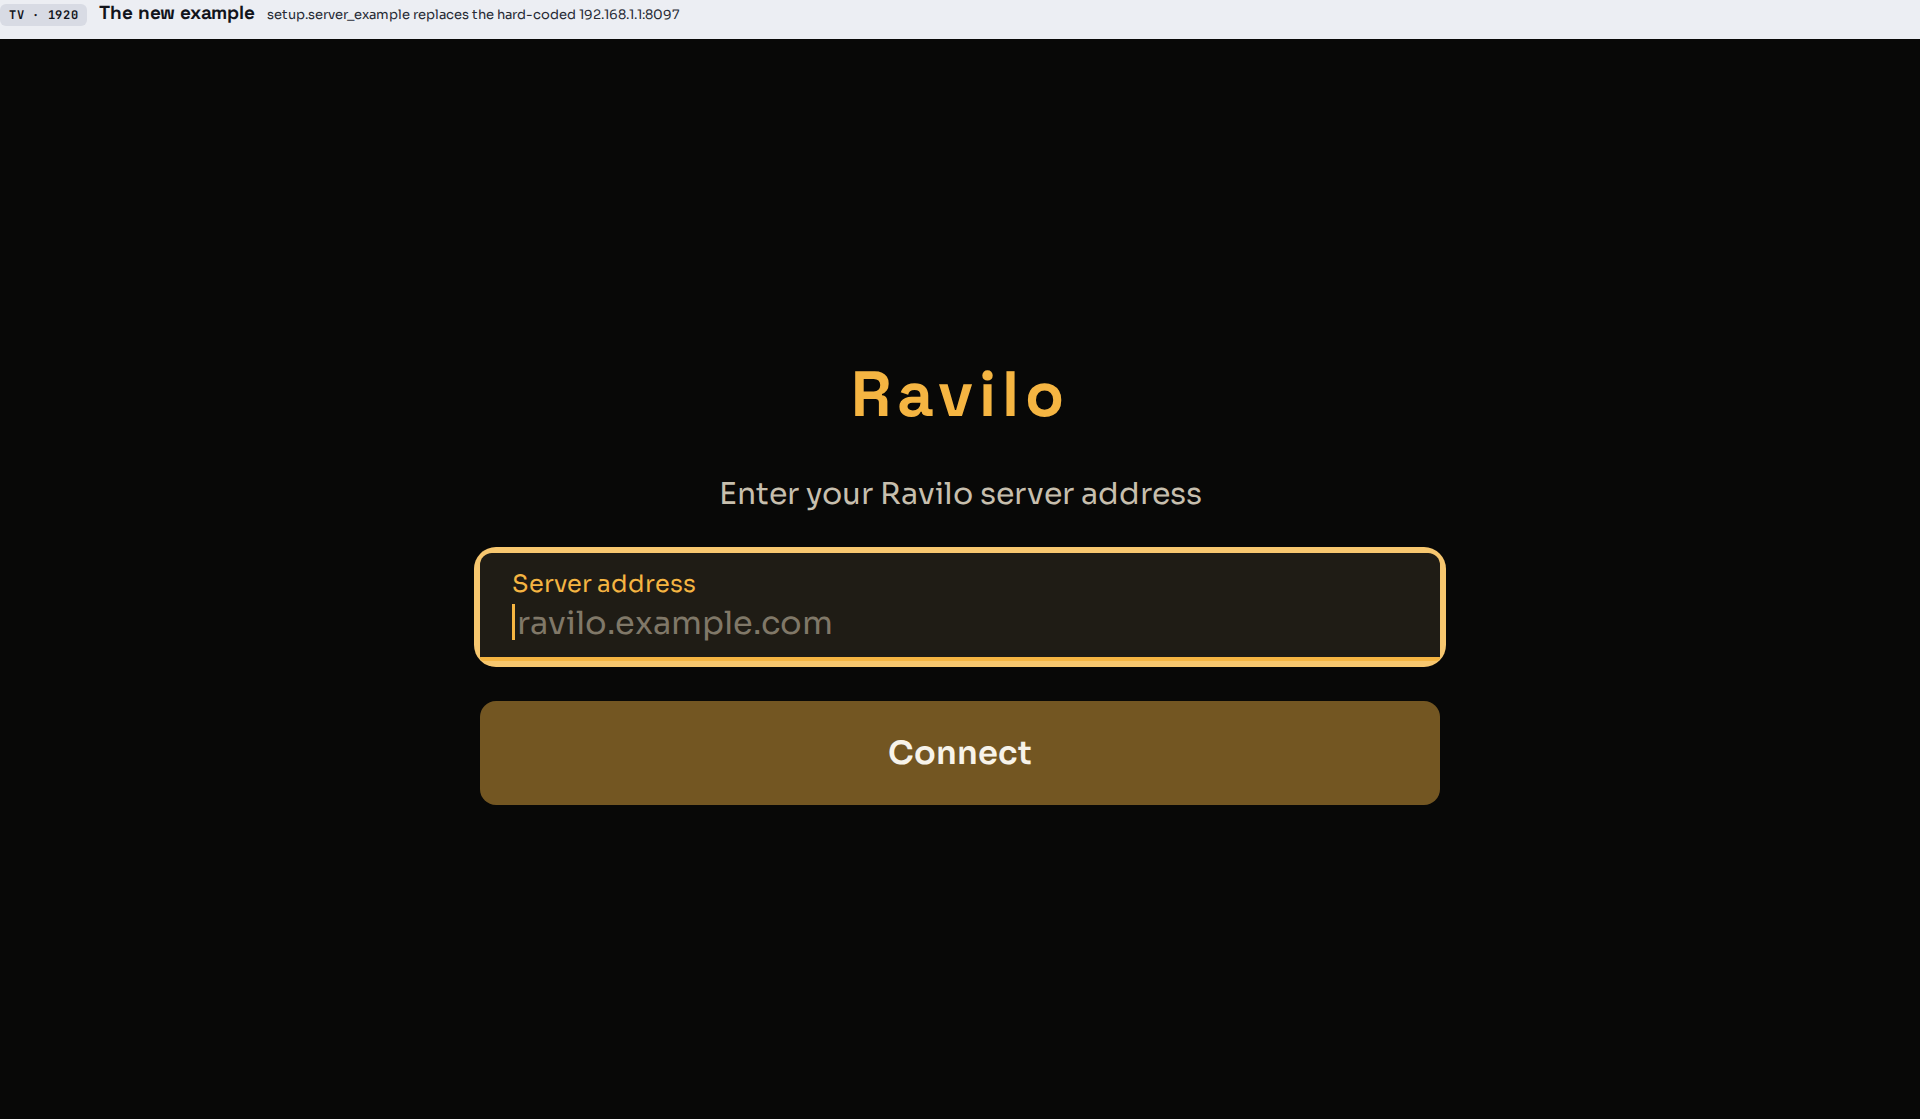 TV · 1920 The new example setup.server_example replaces the hard-coded 192.168.1.1:8097
Ravilo
Enter your Ravilo server address
Server address
ravilo.example.com
Connect